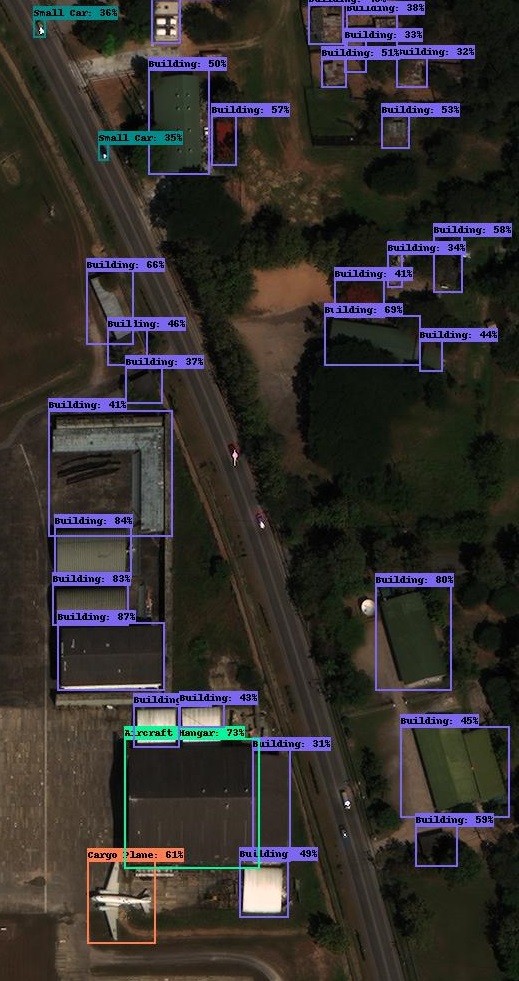 Small Car: 36%
Building: 38%
Building: 33%
Building: 51%
Building: 32%
Building: 50%
Building: 57%
Building: 53%
Small Car: 35%
Building: 58%
Building: 34%
Building: 66%
Building: 41%
Building: 69%
Building: 46%
Building: 44%
Building: 37%
Building: 41%
Building: 84%
Building: 83%
Building: 80%
Building: 87%
Building
Building: 43%
Building: 45%
Aircraft Hangar: 73%
Building: 31%
Building: 59%
Cargo Plane: 61%
Building: 49%